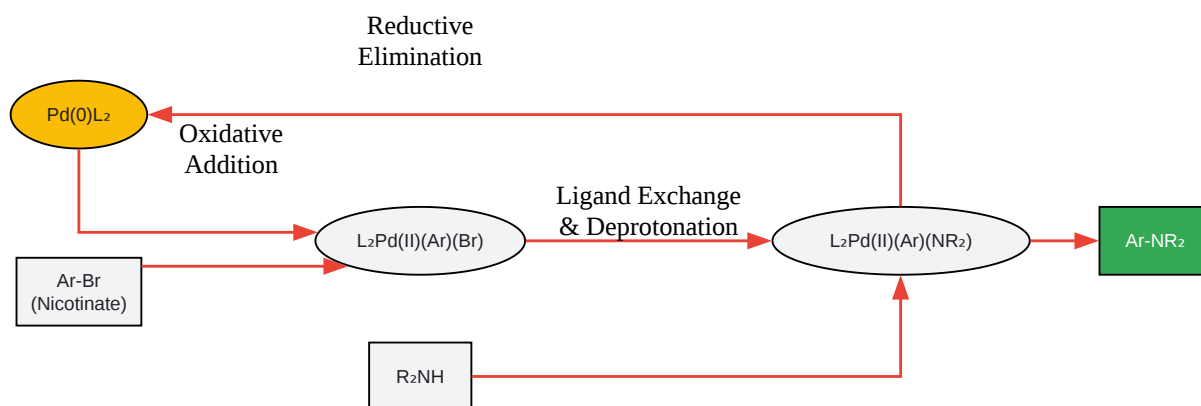 Reductive
Elimination
Pd(0)L₂
Oxidative
Addition
Ligand Exchange
& Deprotonation
L₂Pd(II)(Ar)(Br)
L₂Pd(II)(Ar)(NR₂)
Ar-NR₂
Ar-Br
(Nicotinate)
R₂NH